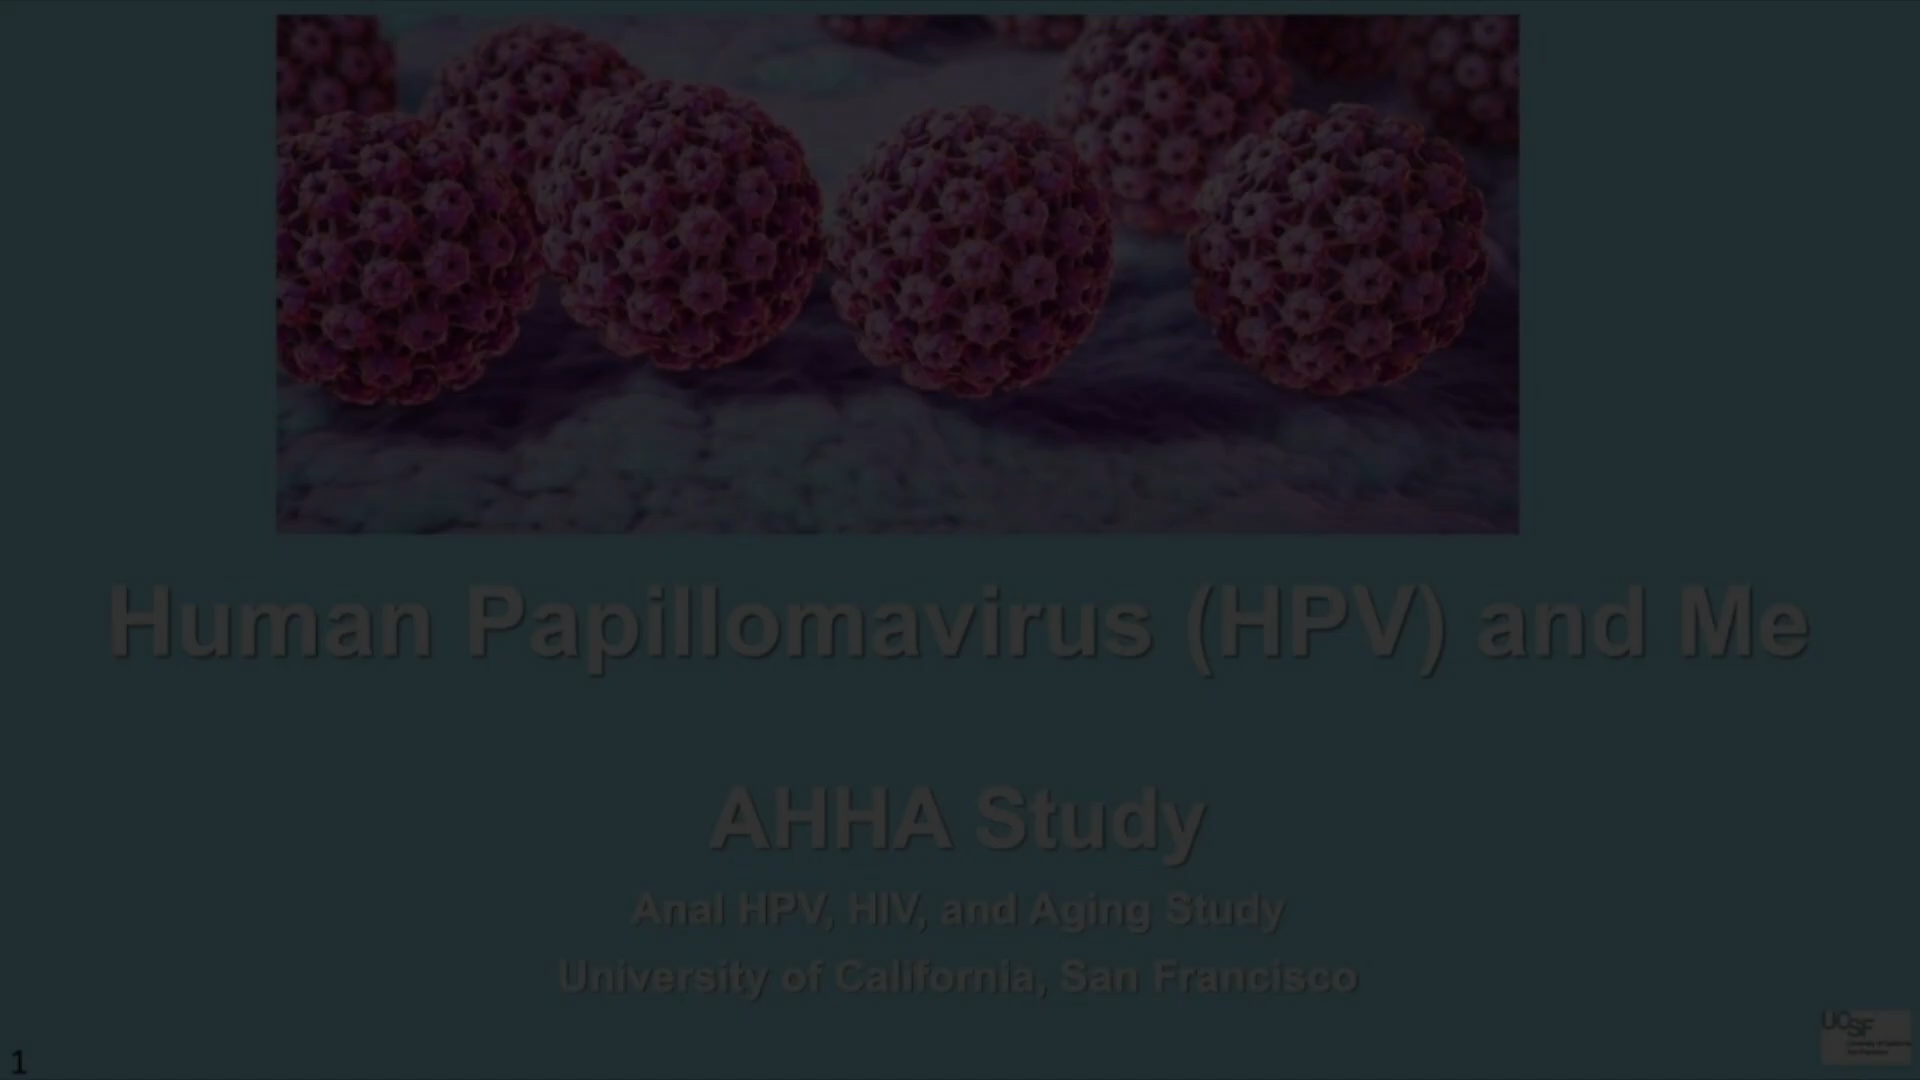 Human Papillomavirus (HPV) and Me
AHHA Study
Anal HPV, HIV, and Aging Study
University of California, San Francisco
UCSF
1